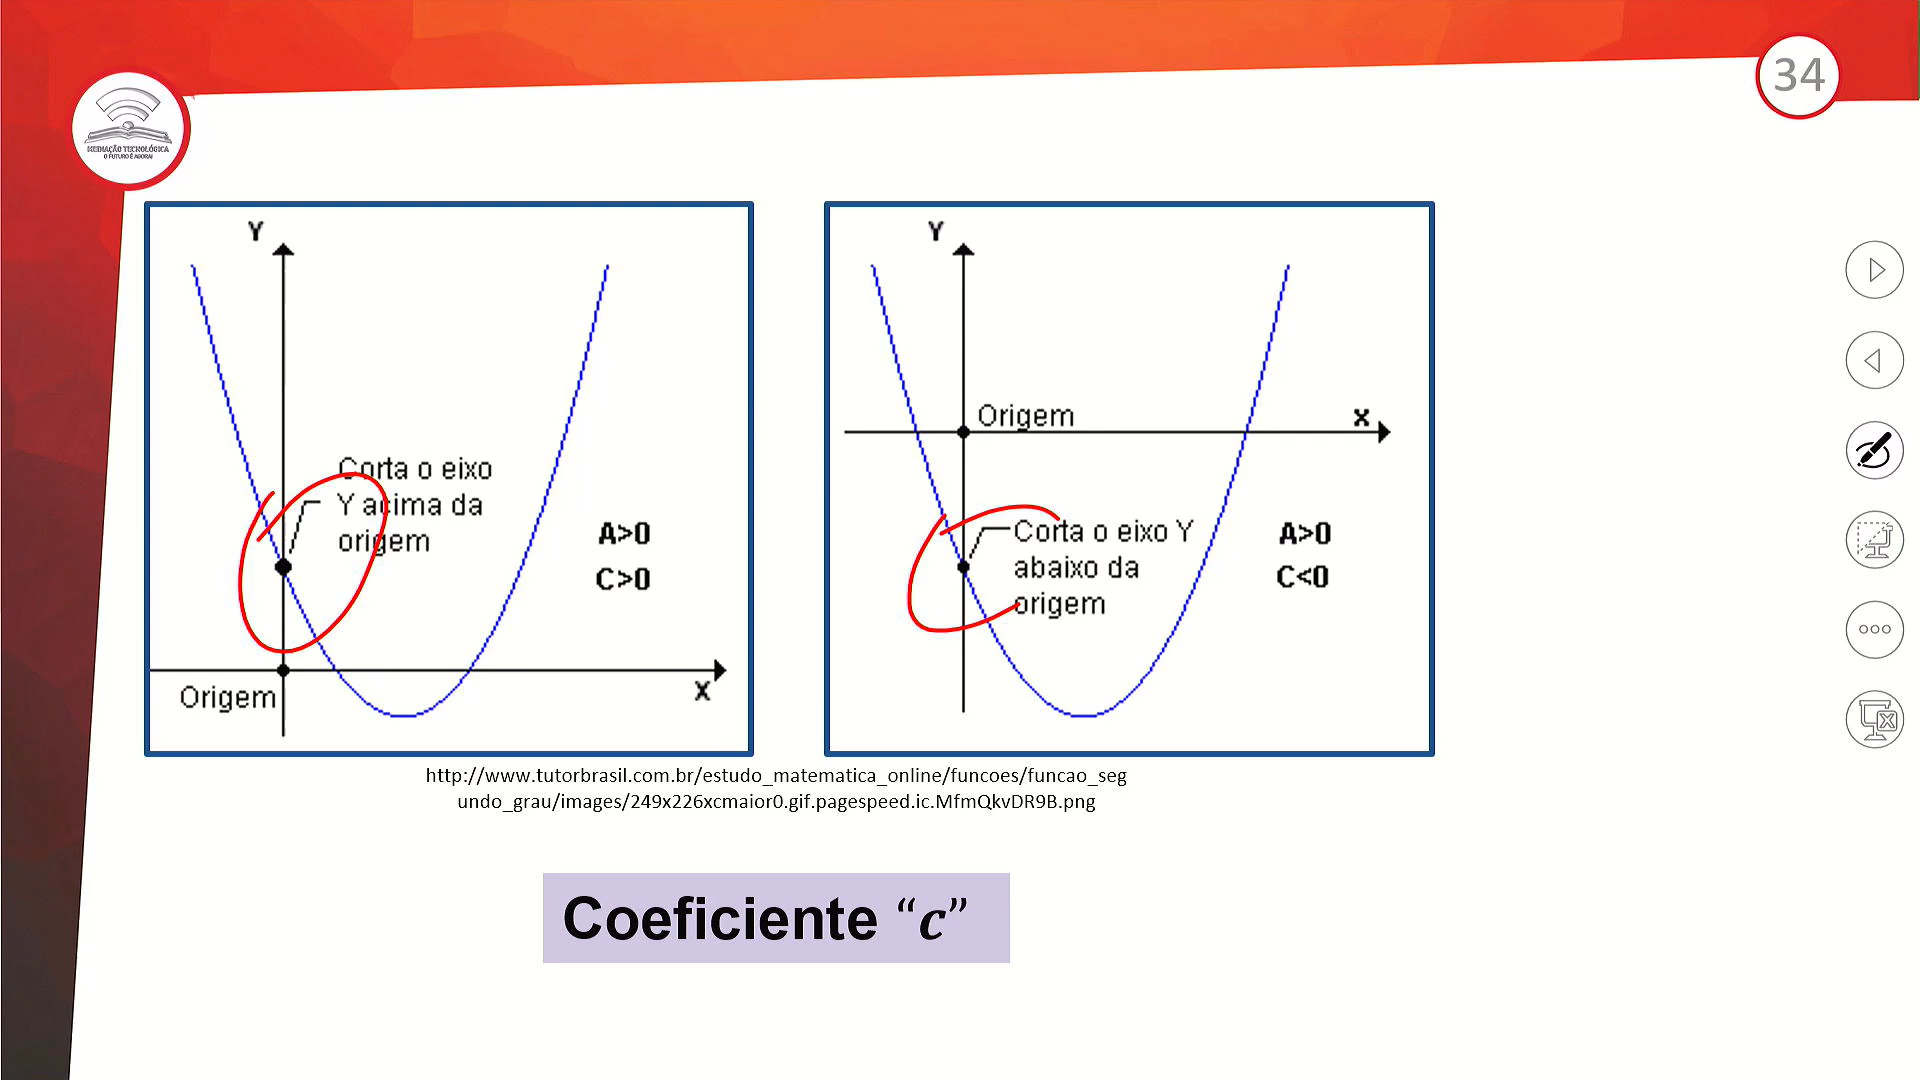 34
MEDIAÇÃO TECNOLÓGICA
O FUTURO É AGORA!
Y
Corta o eixo
Y acima da
origem
A>0
C>0
Origem
X
Y
Origem
X
Corta o eixo Y
abaixo da
origem
A>0
C<0
http://www.tutorbrasil.com.br/estudo_matematica_online/funcoes/funcao_seg
undo_grau/images/249x226xcmaior0.gif.pagespeed.ic.MfmQkvDR9B.png
Coeficiente “c”